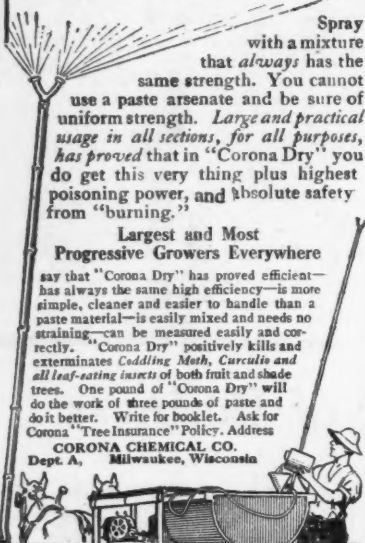 Spray
with a mixture
that always has the
same strength. You cannot
use a paste arsenate and be sure of
uniform strength. Large and practical
usage in all sections, for all purposes,
has proved that in "Corona Dry" you
do get this very thing plus highest
poisoning power, and absolute safety
from "burning."
Largest and Most
Progressive Growers Everywhere
say that "Corona Dry" has proved efficient—
has always the same high efficiency—is more
simple, cleaner and easier to handle than a
paste material—is easily mixed and needs no
straining—can be measured easily and cor-
rectly. "Corona Dry" positively kills and
exterminates Coddling Moth, Curculio and
all leaf-eating insects of both fruit and shade
trees. One pound of "Corona Dry" will
do the work of three pounds of paste and
do it better. Write for booklet. Ask for
Corona "Tree Insurance" Policy. Address
CORONA CHEMICAL CO.
Dept. A, Milwaukee, Wisconsin